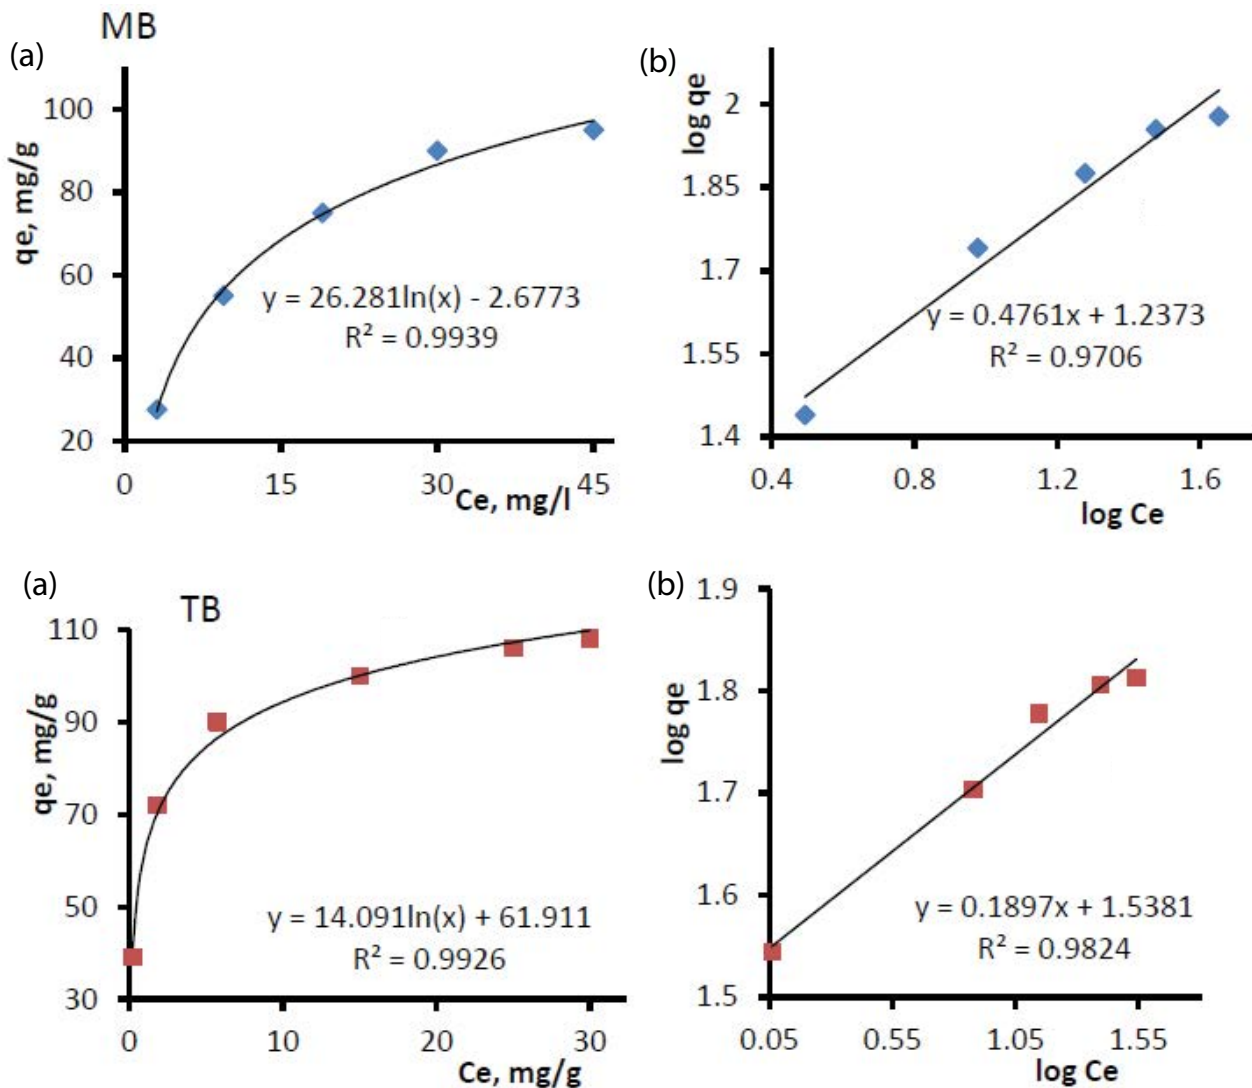 MB
(a)
qe, mg/g
100
80
60
40
20
y = 26.281ln(x) - 2.6773
R² = 0.9939
0
15
30
45
Ce, mg/l
(b)
log qe
2
1.85
1.7
1.55
1.4
y = 0.4761x + 1.2373
R² = 0.9706
0.4
0.8
1.2
1.6
log Ce
(a)
TB
qe, mg/g
110
90
70
50
30
y = 14.091ln(x) + 61.911
R² = 0.9926
0
10
20
30
Ce, mg/g
(b)
log qe
1.9
1.8
1.7
1.6
1.5
y = 0.1897x + 1.5381
R² = 0.9824
0.05
0.55
1.05
1.55
log Ce